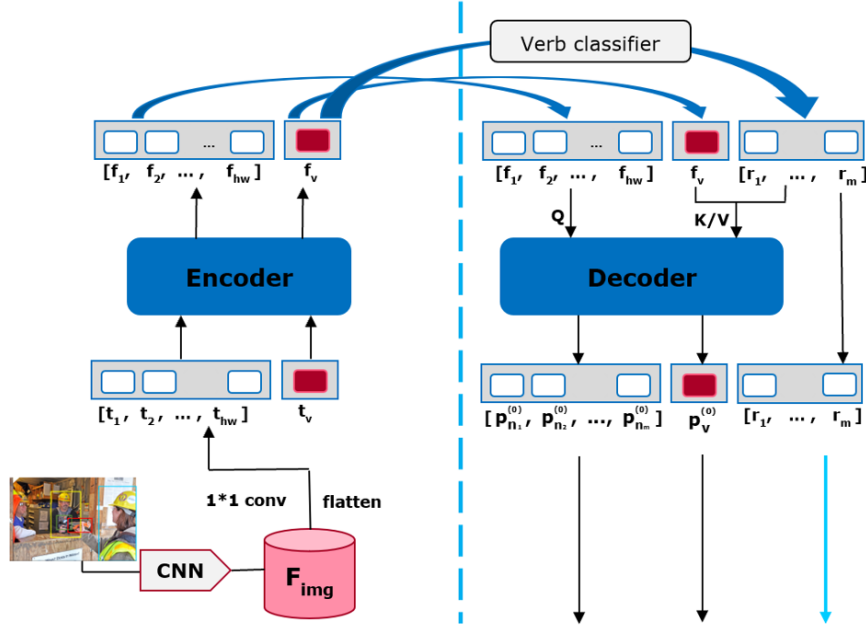 Verb classifier
...
[f1, f2, ..., fhw]
fv
...
[f1, f2, ..., fhw]
fv
[r1, ..., rm]
Q
K/V
Encoder
Decoder
[t1, t2, ..., thw]
tv
[pn1(0), pn2(0), ..., pnm(0)]
pv(0)
[r1, ..., rm]
1*1 conv
flatten
CNN
Fimg